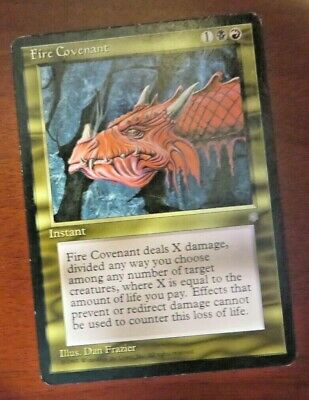 Fire Covenant 1
Instant
Fire Covenant deals X damage,
divided any way you choose
among any number of target
creatures, where X is equal to the
amount of life you pay. Effects that
prevent or redirect damage cannot
be used to counter this loss of life.
Illus. Dan Frazier